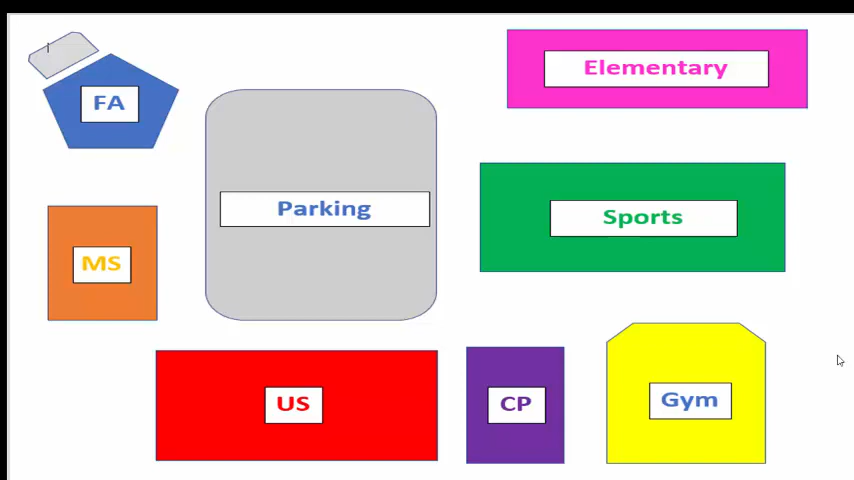 Elementary
FA
Parking
Sports
MS
US
CP
Gym